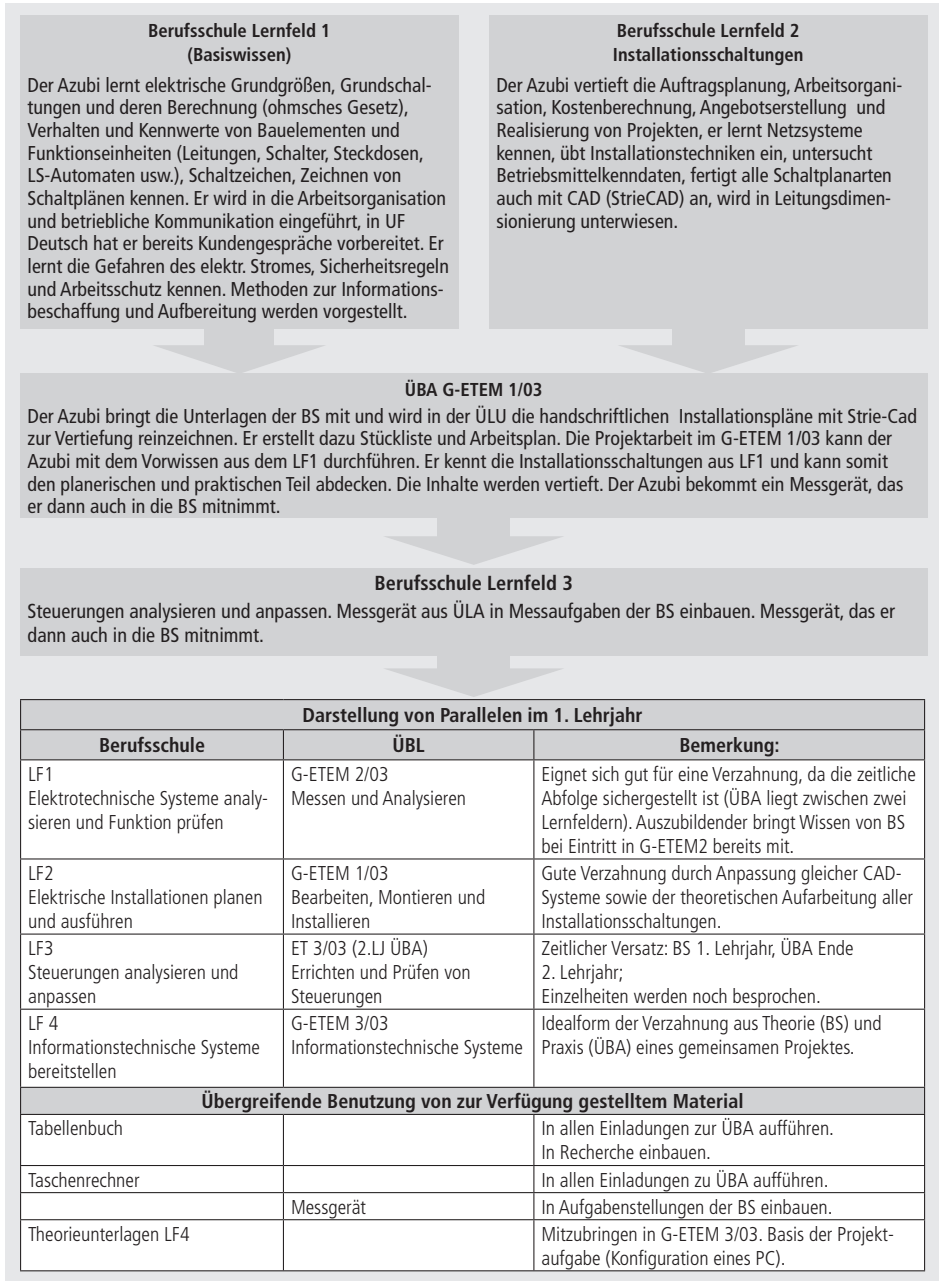 Berufsschule Lernfeld 1
(Basiswissen)
Der Azubi lernt elektrische Grundgrößen, Grundschal-
tungen und deren Berechnung (ohmsches Gesetz),
Verhalten und Kennwerte von Bauelementen und
Funktionseinheiten (Leitungen, Schalter, Steckdosen,
LS-Automaten usw.), Schaltzeichen, Zeichnen von
Schaltplänen kennen. Er wird in die Arbeitsorganisation
und betriebliche Kommunikation eingeführt, in UF
Deutsch hat er bereits Kundengespräche vorbereitet. Er
lernt die Gefahren des elektr. Stromes, Sicherheitsregeln
und Arbeitsschutz kennen. Methoden zur Informations-
beschaffung und Aufbereitung werden vorgestellt.
Berufsschule Lernfeld 2
Installationsschaltungen
Der Azubi vertieft die Auftragsplanung, Arbeitsorgani-
sation, Kostenberechnung, Angebotserstellung und
Realisierung von Projekten, er lernt Netzsysteme
kennen, übt Installationstechniken ein, untersucht
Betriebsmittelkenndaten, fertigt alle Schaltplanarten
auch mit CAD (StrieCAD) an, wird in Leitungsdimen-
sionierung unterwiesen.
ÜBA G-ETEM 1/03
Der Azubi bringt die Unterlagen der BS mit und wird in der ÜLU die handschriftlichen Installationspläne mit Strie-Cad
zur Vertiefung reinzeichnen. Er erstellt dazu Stückliste und Arbeitsplan. Die Projektarbeit im G-ETEM 1/03 kann der
Azubi mit dem Vorwissen aus dem LF1 durchführen. Er kennt die Installationsschaltungen aus LF1 und kann somit
den planerischen und praktischen Teil abdecken. Die Inhalte werden vertieft. Der Azubi bekommt ein Messgerät, das
er dann auch in die BS mitnimmt.
Berufsschule Lernfeld 3
Steuerungen analysieren und anpassen. Messgerät aus ÜLA in Messaufgaben der BS einbauen. Messgerät, das er
dann auch in die BS mitnimmt.
Darstellung von Parallelen im 1. Lehrjahr
Berufsschule ÜBL Bemerkung:
LF1 G-ETEM 2/03 Eignet sich gut für eine Verzahnung, da die zeitliche
Elektrotechnische Systeme analy- Messen und Analysieren Abfolge sichergestellt ist (ÜBA liegt zwischen zwei
sieren und Funktion prüfen Lernfeldern). Auszubildender bringt Wissen von BS
bei Eintritt in G-ETEM2 bereits mit.
LF2 G-ETEM 1/03 Gute Verzahnung durch Anpassung gleicher CAD-
Elektrische Installationen planen Bearbeiten, Montieren und Systeme sowie der theoretischen Aufarbeitung aller
und ausführen Installieren Installationsschaltungen.
LF3 ET 3/03 (2.LJ ÜBA) Zeitlicher Versatz: BS 1. Lehrjahr, ÜBA Ende
Steuerungen analysieren und Errichten und Prüfen von 2. Lehrjahr;
anpassen Steuerungen Einzelheiten werden noch besprochen.
LF 4 G-ETEM 3/03 Idealform der Verzahnung aus Theorie (BS) und
Informationstechnische Systeme Informationstechnische Systeme Praxis (ÜBA) eines gemeinsamen Projektes.
bereitstellen
Übergreifende Benutzung von zur Verfügung gestelltem Material
Tabellenbuch In allen Einladungen zur ÜBA aufführen.
In Recherche einbauen.
Taschenrechner In allen Einladungen zu ÜBA aufführen.
Messgerät In Aufgabenstellungen der BS einbauen.
Theorieunterlagen LF4 Mitzubringen in G-ETEM 3/03. Basis der Projekt-
aufgabe (Konfiguration eines PC).